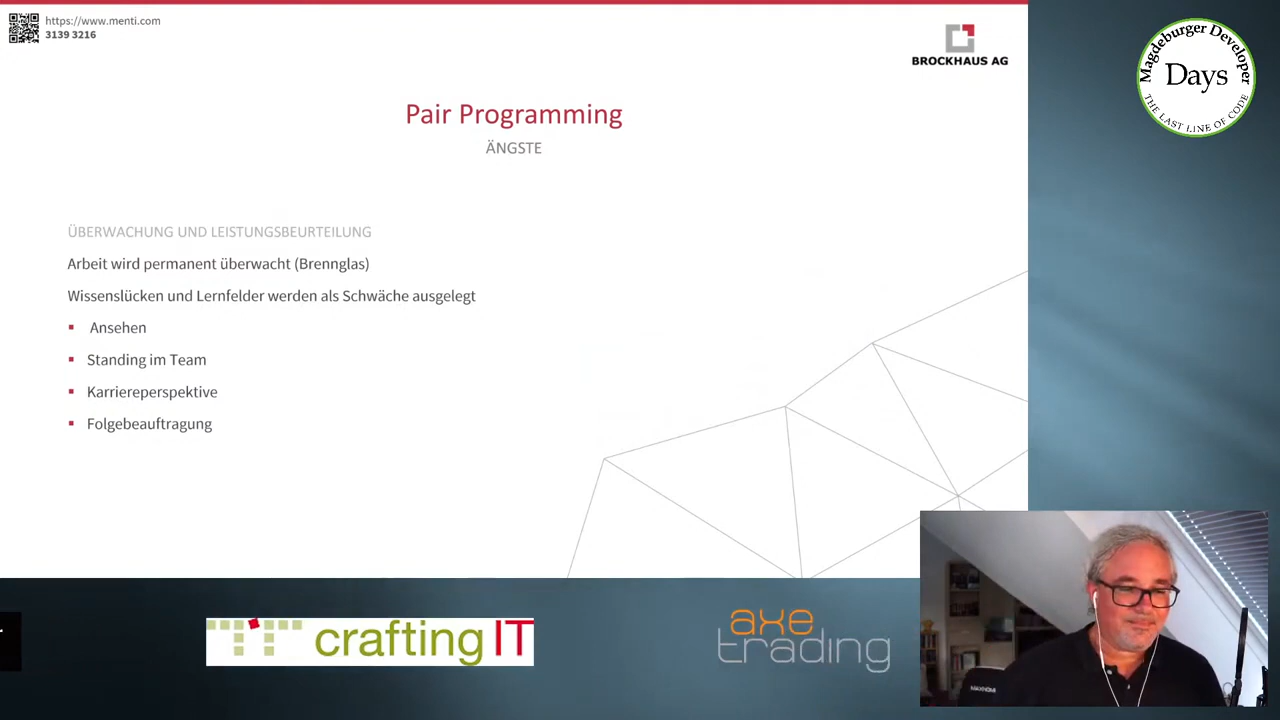 https://www.menti.com
3139 3216
BROCKHAUS AG
Magdeburger Developer
Days
THE LAST LINE OF CODE
Pair Programming
ÄNGSTE
ÜBERWACHUNG UND LEISTUNGSBEURTEILUNG
Arbeit wird permanent überwacht (Brennglas)
Wissenslücken und Lernfelder werden als Schwäche ausgelegt
▪ Ansehen
▪ Standing im Team
▪ Karriereperspektive
▪ Folgebeauftragung
craftingIT
axe
trading
MAXNOMI